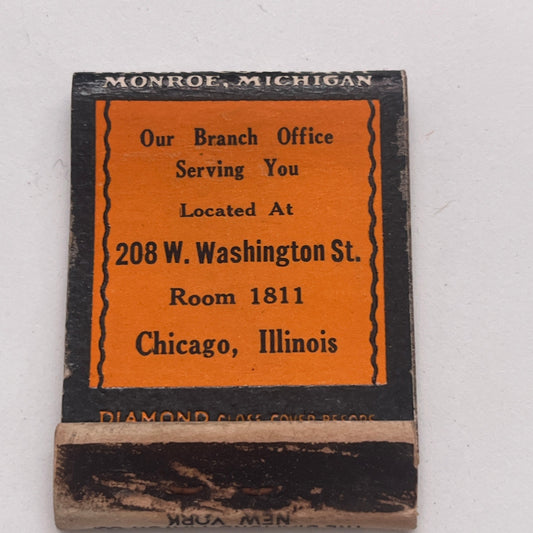 MONROE, MICHIGAN
Our Branch Office
Serving You
Located At
208 W. Washington St.
Room 1811
Chicago, Illinois
DIAMOND CLOSE COVER BEFORE
NEW YORK